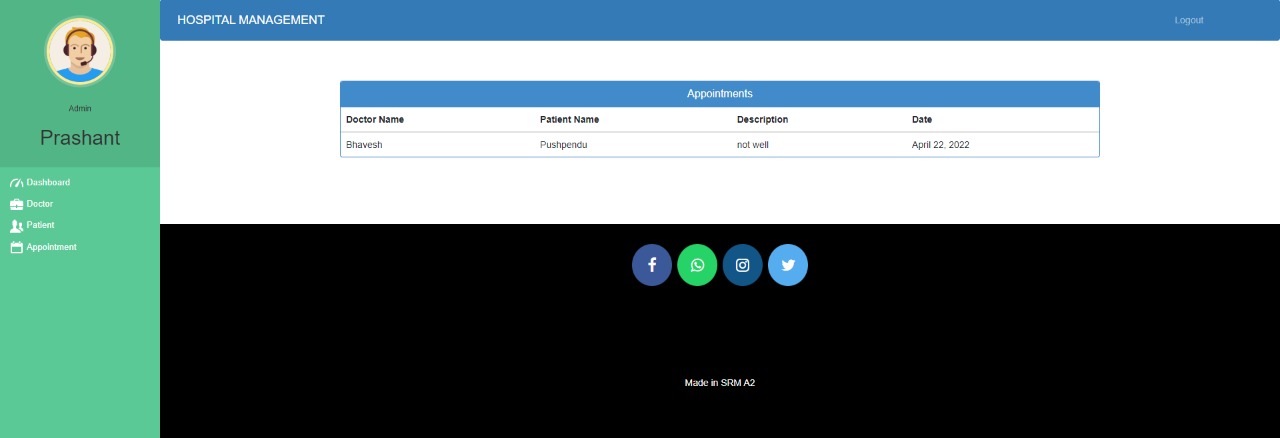 HOSPITAL MANAGEMENT
Logout
Admin
Prashant
Dashboard
Doctor
Patient
Appointment
Appointments
Doctor Name Patient Name Description Date
Bhavesh Pushpendu not well April 22, 2022
Made in SRM A2